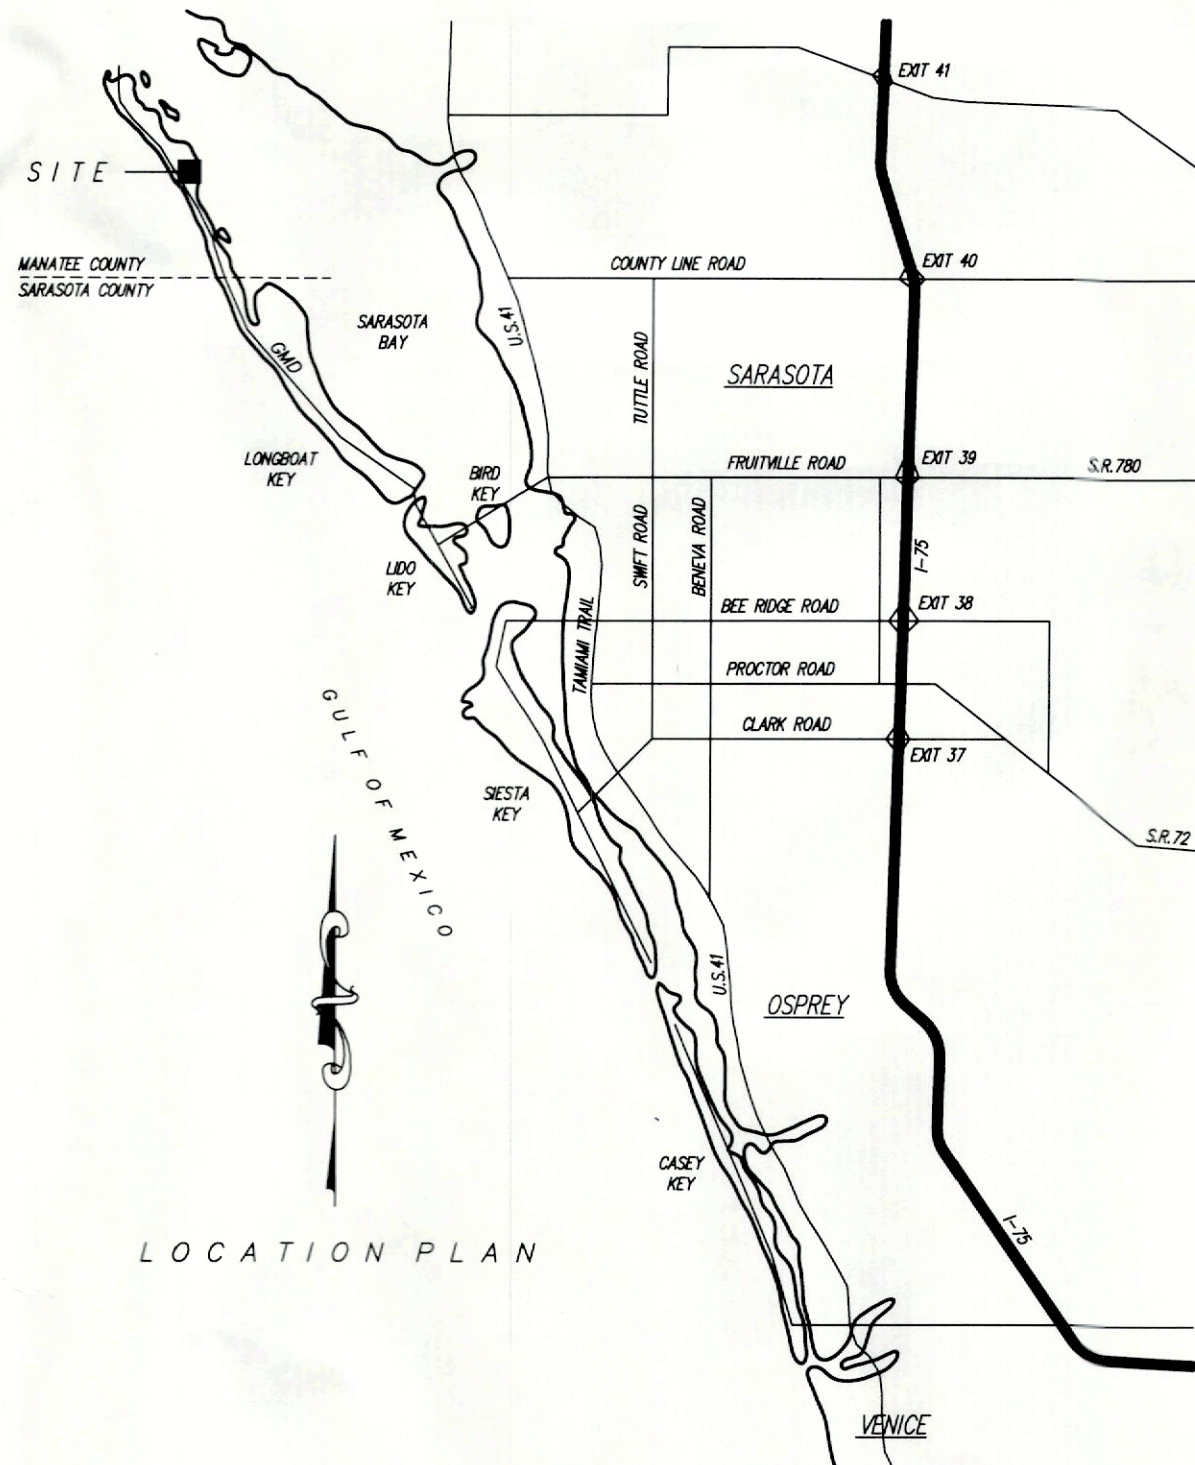 EXIT 41
SITE
MANATEE COUNTY
SARASOTA COUNTY
COUNTY LINE ROAD
EXIT 40
SARASOTA
BAY
U.S.41
GMD
TUTTLE ROAD
SARASOTA
LONGBOAT
KEY
BIRD
KEY
FRUITVILLE ROAD
EXIT 39
S.R.780
LIDO
KEY
SWIFT ROAD
BENEVA ROAD
I-75
BEE RIDGE ROAD
EXIT 38
TAMIAMI TRAIL
PROCTOR ROAD
CLARK ROAD
EXIT 37
GULF OF MEXICO
SIESTA
KEY
S.R.72
U.S.41
OSPREY
CASEY
KEY
I-75
LOCATION PLAN
VENICE